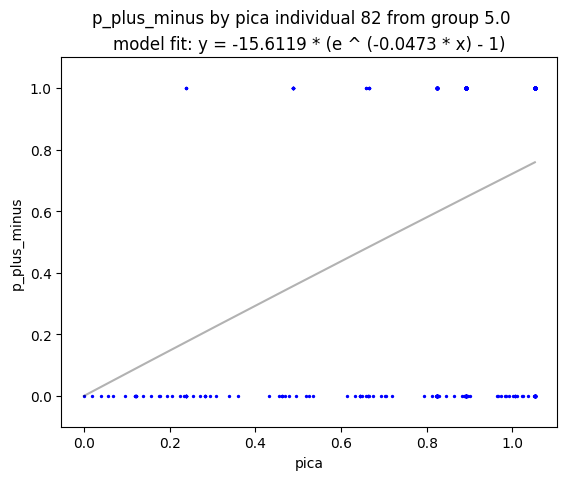 p_plus_minus by pica individual 82 from group 5.0
model fit: y = -15.6119 * (e ^ (-0.0473 * x) - 1)
1.0
0.8
0.6
0.4
0.2
0.0
p_plus_minus
0.0 0.2 0.4 0.6 0.8 1.0
pica